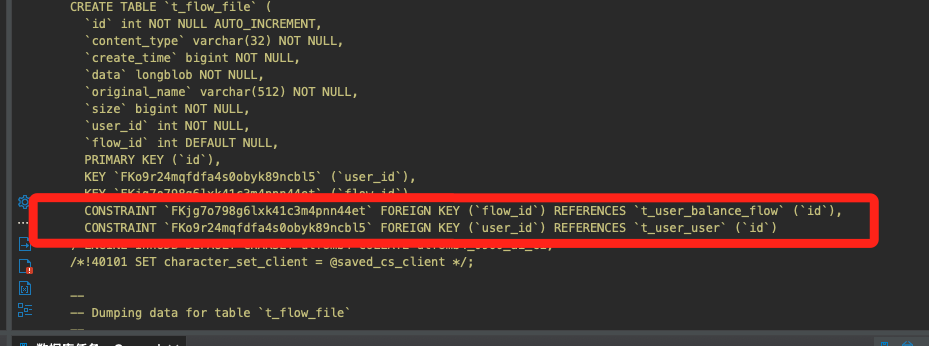 CREATE TABLE `t_flow_file` (
`id` int NOT NULL AUTO_INCREMENT,
`content_type` varchar(32) NOT NULL,
`create_time` bigint NOT NULL,
`data` longblob NOT NULL,
`original_name` varchar(512) NOT NULL,
`size` bigint NOT NULL,
`user_id` int NOT NULL,
`flow_id` int DEFAULT NULL,
PRIMARY KEY (`id`),
KEY `FKo9r24mqfdfa4s0obyk89ncbl5` (`user_id`),
KEY `FKjg7o798g6lxk41c3m4pnn44et` (`flow_id`),
CONSTRAINT `FKjg7o798g6lxk41c3m4pnn44et` FOREIGN KEY (`flow_id`) REFERENCES `t_user_balance_flow` (`id`),
CONSTRAINT `FKo9r24mqfdfa4s0obyk89ncbl5` FOREIGN KEY (`user_id`) REFERENCES `t_user_user` (`id`)
/*!40101 SET character_set_client = @saved_cs_client */;
--
-- Dumping data for table `t_flow_file`
--